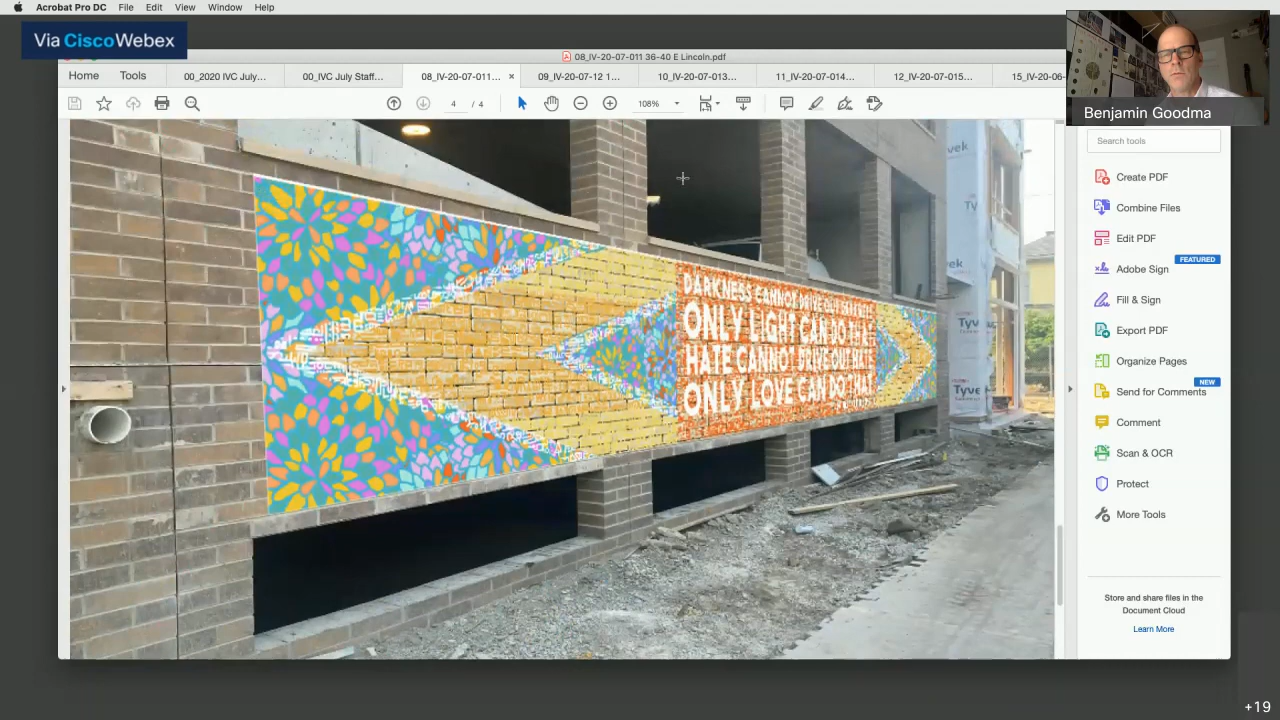 Acrobat Pro DC File Edit View Window Help
Via CiscoWebex
08_IV-20-07-011 36-40 E Lincoln.pdf
Home Tools 00_2020 IVC July... 00_IVC July Staff... 08_IV-20-07-011... × 09_IV-20-07-12 1... 10_IV-20-07-013... 11_IV-20-07-014... 12_IV-20-07-015... 15_IV-20-06-
4 / 4 108%
Benjamin Goodma
Search tools
Create PDF
Combine Files
Edit PDF
FEATURED
Adobe Sign
Fill & Sign
Export PDF
Organize Pages
NEW
Send for Comments
Comment
Scan & OCR
Protect
More Tools
Store and share files in the
Document Cloud
Learn More
DARKNESS CANNOT DRIVE OUT DARKNESS
ONLY LIGHT CAN DO THAT
HATE CANNOT DRIVE OUT HATE
ONLY LOVE CAN DO THAT
vek
Ty
Tyv
Tyve
+19